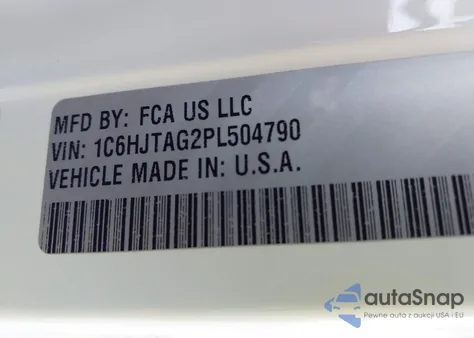 MFD BY: FCA US LLC
VIN: 1C6HJTAG2PL504790
VEHICLE MADE IN: U.S.A.
autaSnap
Pewne auta z aukcji USA i EU